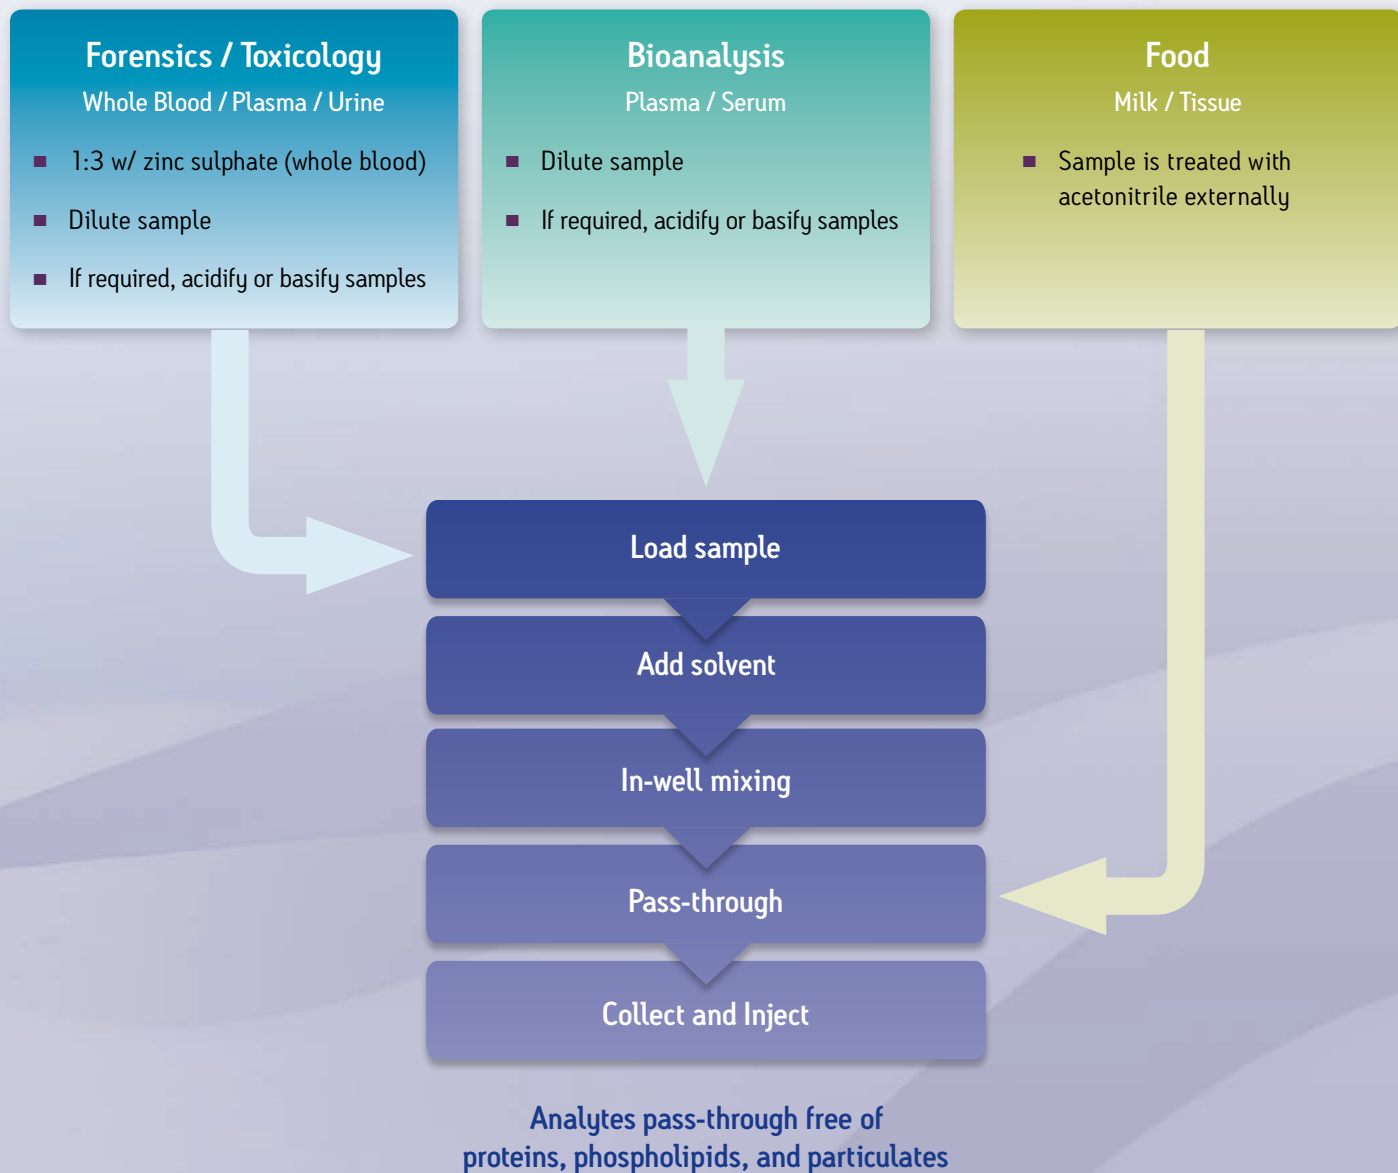 Forensics / Toxicology
Whole Blood / Plasma / Urine
1:3 w/ zinc sulphate (whole blood)
Dilute sample
If required, acidify or basify samples
Bioanalysis
Plasma / Serum
Dilute sample
If required, acidify or basify samples
Food
Milk / Tissue
Sample is treated with
acetonitrile externally
Load sample
Add solvent
In-well mixing
Pass-through
Collect and Inject
Analytes pass-through free of
proteins, phospholipids, and particulates